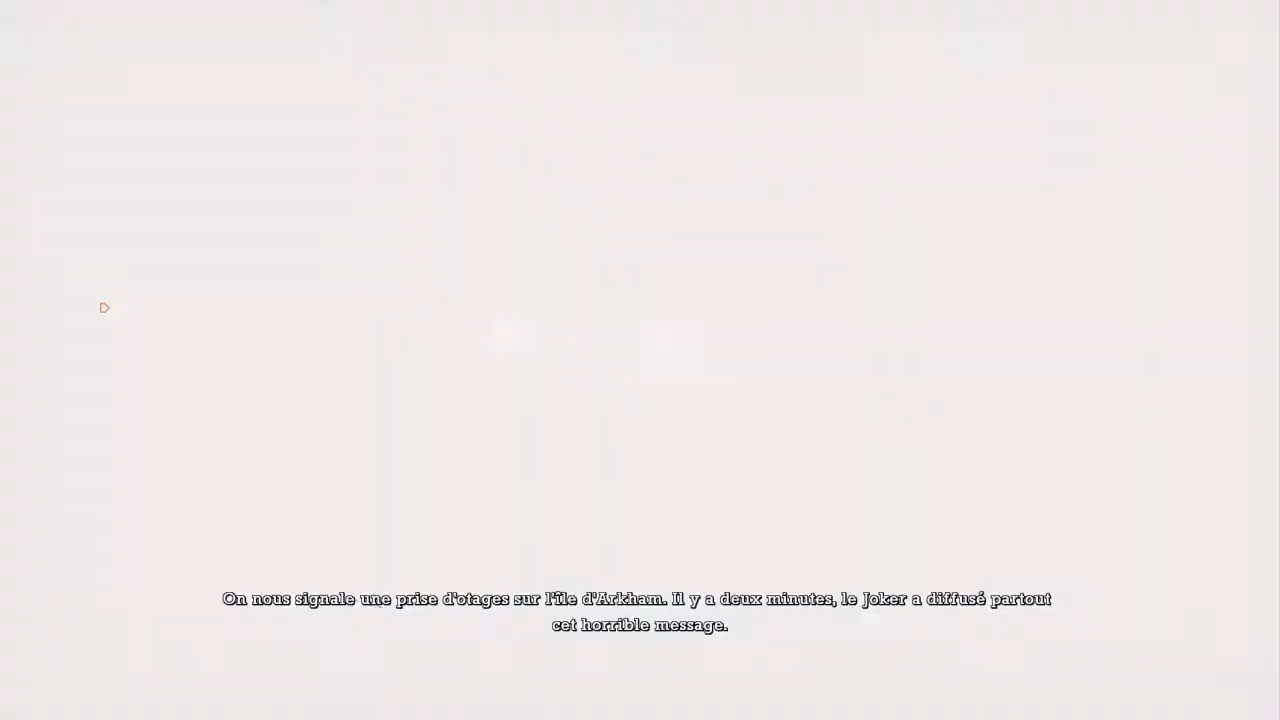 On nous signale une prise d'otages sur l'île d'Arkham. Il y a deux minutes, le Joker a diffusé partout
cet horrible message.